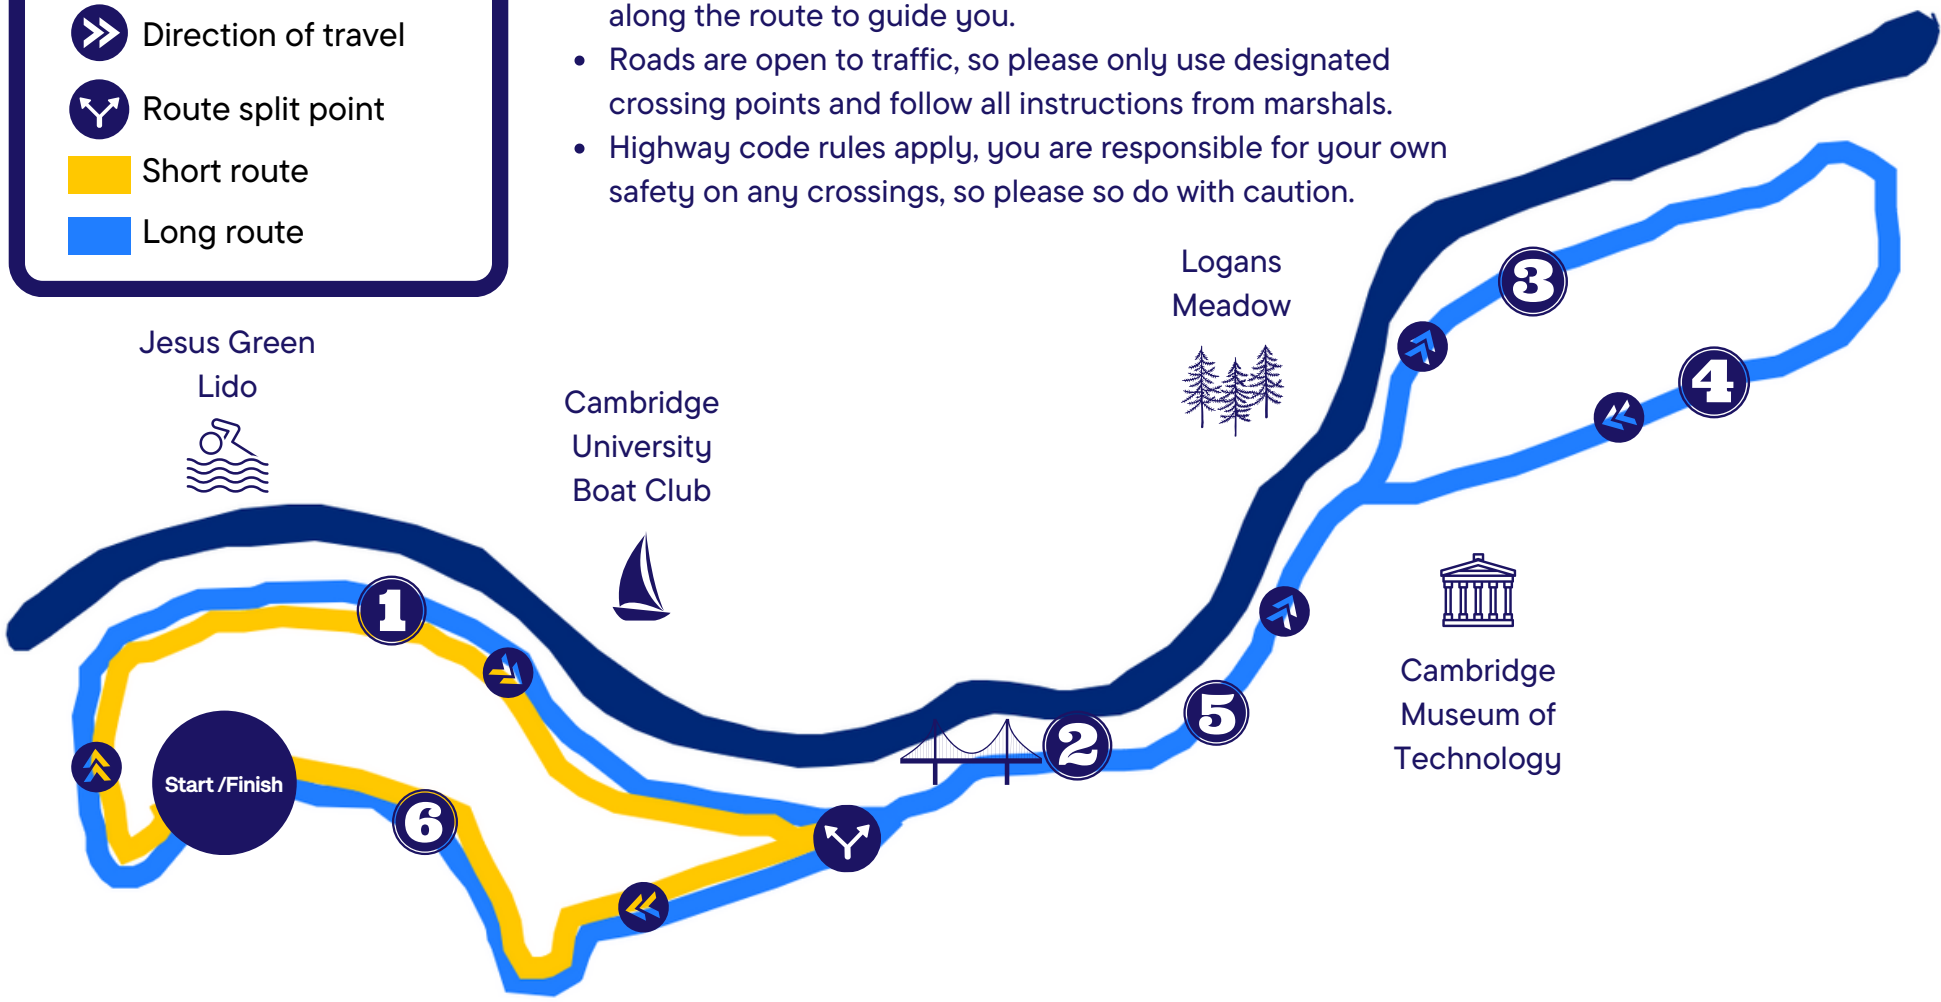 Direction of travel
Route split point
Short route
Long route
along the route to guide you.
• Roads are open to traffic, so please only use designated
crossing points and follow all instructions from marshals.
• Highway code rules apply, you are responsible for your own
safety on any crossings, so please so do with caution.
Logans
Meadow
3
4
Jesus Green
Lido
Cambridge
University
Boat Club
1
5
2
Cambridge
Museum of
Technology
Start /Finish
6